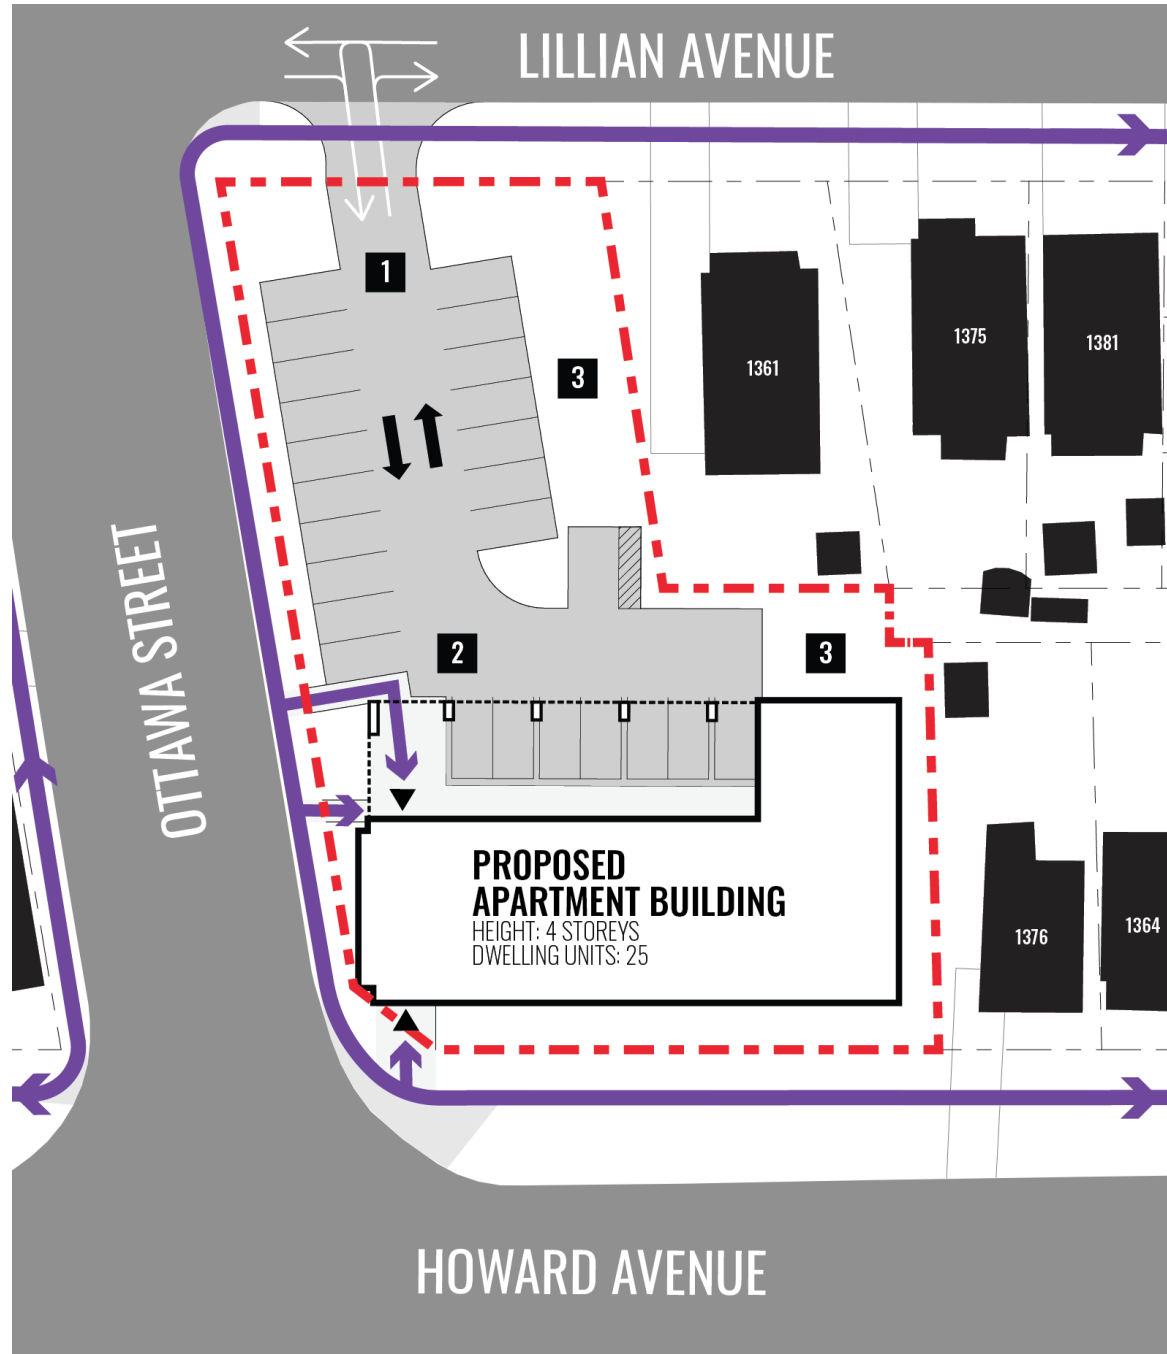 LILLIAN AVENUE
1
3
1361
1375
1381
OTTAWA STREET
2
3
PROPOSED
APARTMENT BUILDING
HEIGHT: 4 STOREYS
DWELLING UNITS: 25
1376
1364
HOWARD AVENUE